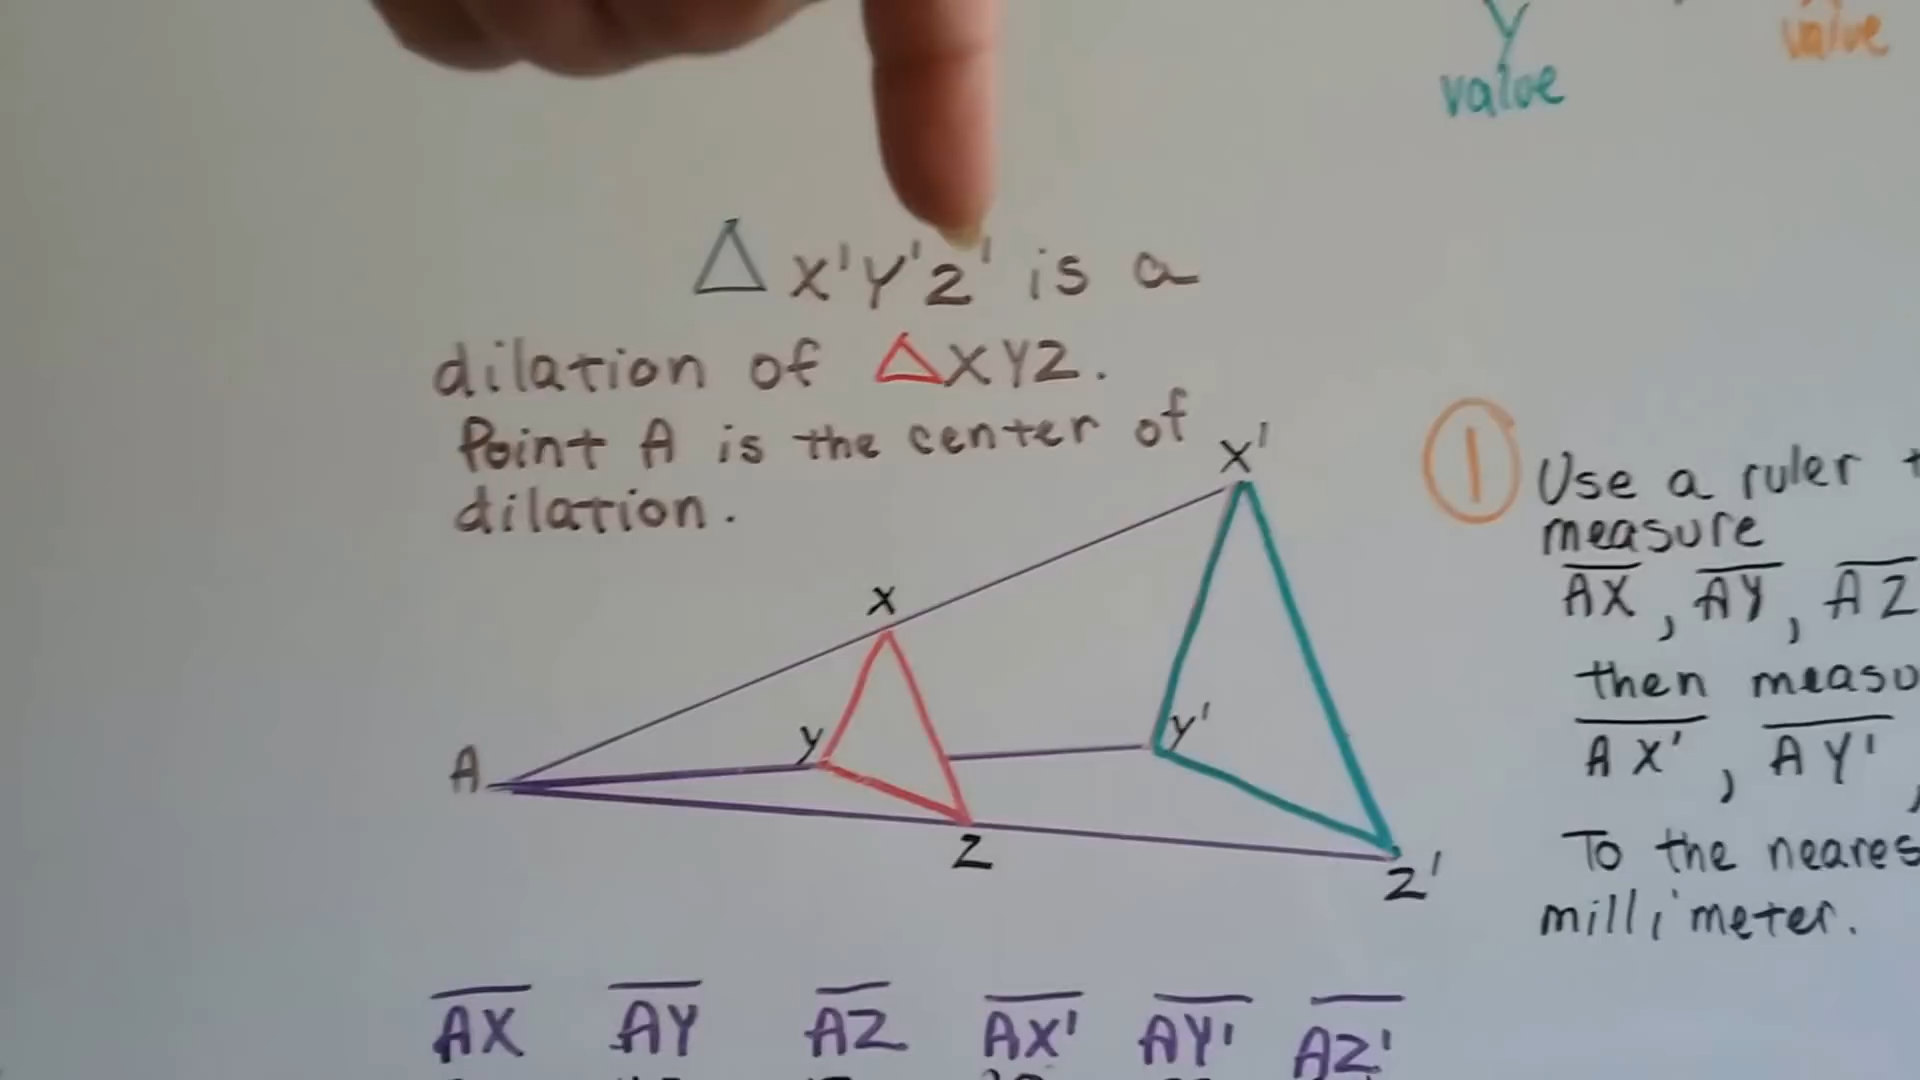 Y
value
value
△ X'Y'Z' is a
dilation of △XYZ.
Point A is the center of
dilation.
X'
X
Y
Y'
A
Z
Z'
1
Use a ruler
measure
AX, AY, AZ
then
AX', AY'
To the
millimeter.
AX AY AZ AX' AY' AZ'